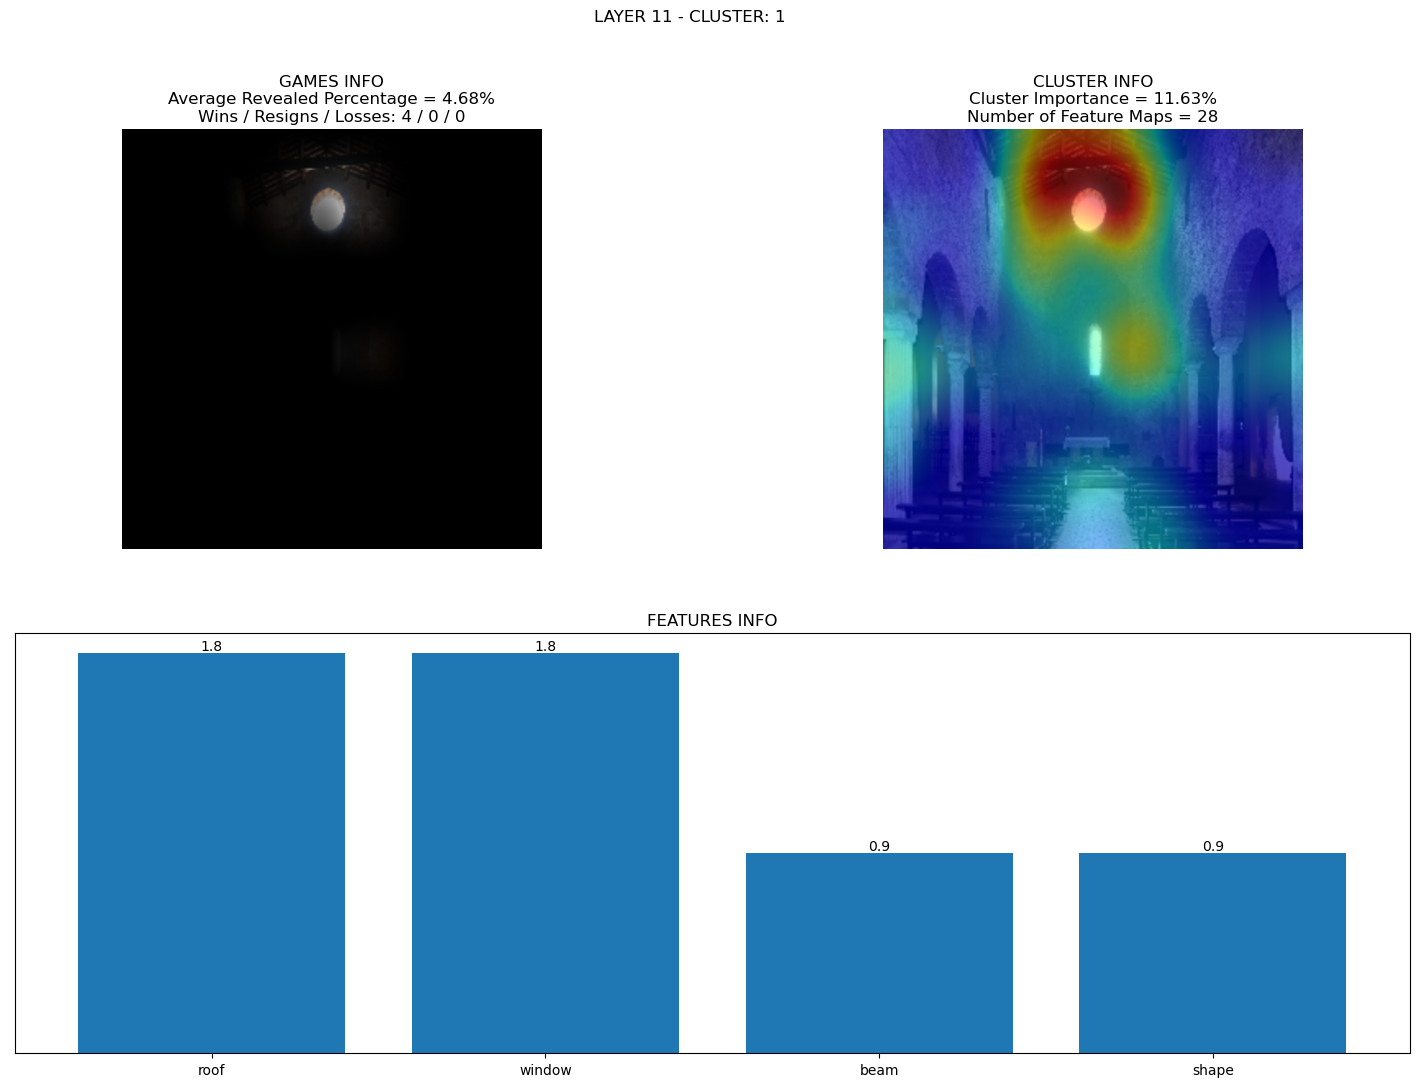 LAYER 11 - CLUSTER: 1
GAMES INFO
Average Revealed Percentage = 4.68%
Wins / Resigns / Losses: 4 / 0 / 0
CLUSTER INFO
Cluster Importance = 11.63%
Number of Feature Maps = 28
FEATURES INFO
1.8
1.8
0.9
0.9
roof
window
beam
shape